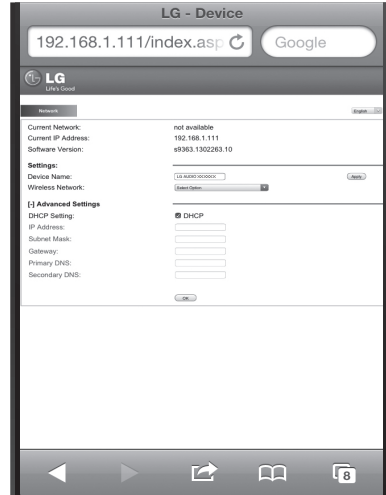 LG - Device
192.168.1.111/index.asp
Google
LG
Life's Good
Network
English
Current Network: not available
Current IP Address: 192.168.1.111
Software Version: s9363.1302263.10
Settings:
Device Name: LG AUDIO XXXXXX Apply
Wireless Network: Select Option
[-] Advanced Settings
DHCP Setting: DHCP
IP Address:
Subnet Mask:
Gateway:
Primary DNS:
Secondary DNS:
OK
8